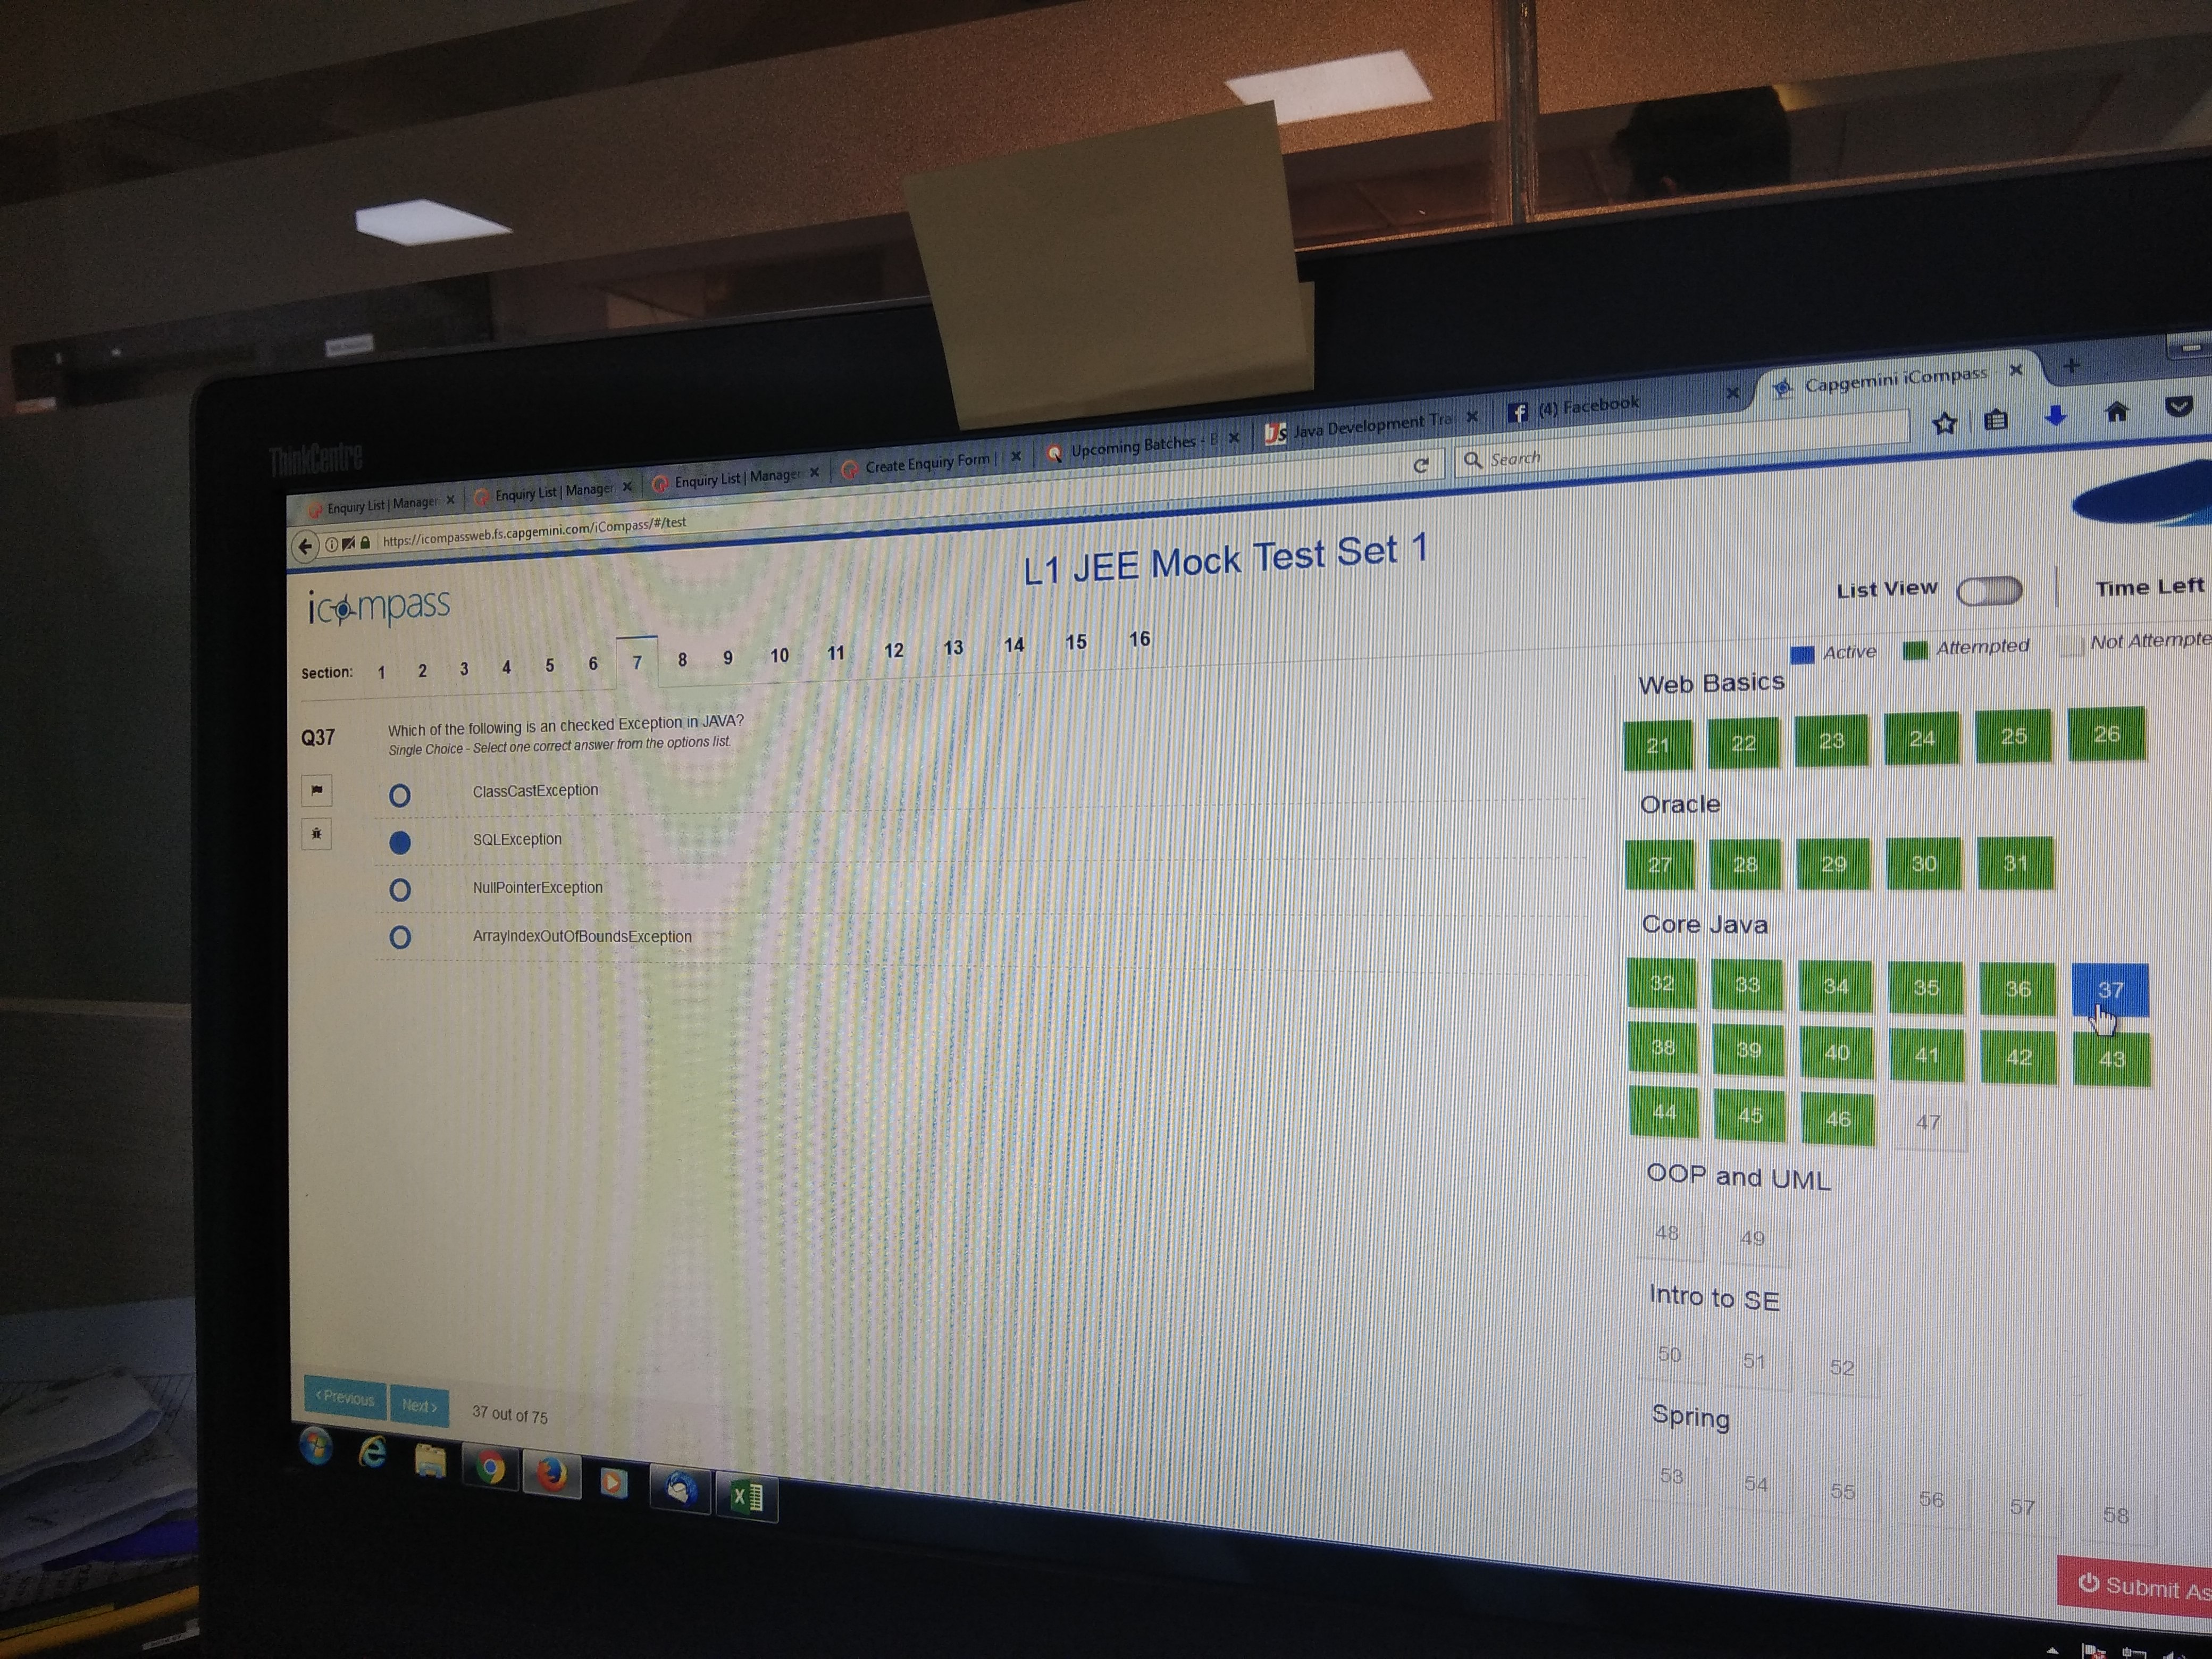 ThinkCentre
Enquiry List | Manager
Enquiry List | Manager
Enquiry List | Manager
Create Enquiry Form |
Upcoming Batches - B
Java Development Tra
(4) Facebook
Capgemini iCompass
https://icompassweb.fs.capgemini.com/iCompass/#/test
Search
icompass
L1 JEE Mock Test Set 1
List View
Time Left
Section: 1 2 3 4 5 6 7 8 9 10 11 12 13 14 15 16
Active Attempted Not Attempte
Q37
Which of the following is an checked Exception in JAVA?
Single Choice - Select one correct answer from the options list.
ClassCastException
SQLException
NullPointerException
ArrayIndexOutOfBoundsException
Web Basics
21 22 23 24 25 26
Oracle
27 28 29 30 31
Core Java
32 33 34 35 36 37
38 39 40 41 42 43
44 45 46 47
OOP and UML
48 49
Intro to SE
50 51 52
Spring
53 54 55 56 57 58
< Previous
Next >
37 out of 75
Submit As